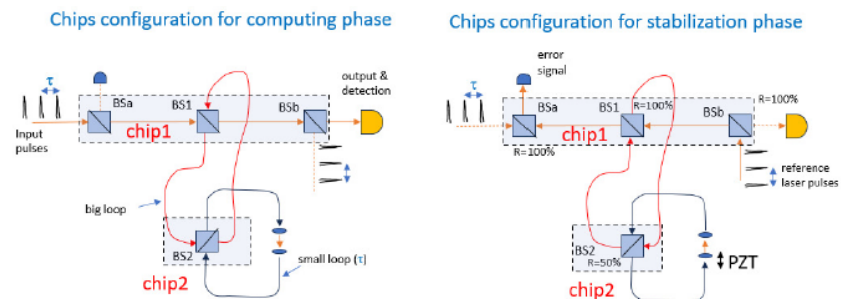 Chips configuration for computing phase
τ
BSa
BS1
BSb
output &
detection
Input
pulses
chip1
big loop
BS2
small loop (τ)
chip2
Chips configuration for stabilization phase
error
signal
τ
BSa
BS1
R=100%
BSb
R=100%
chip1
R=100%
reference
laser pulses
BS2
R=50%
PZT
chip2